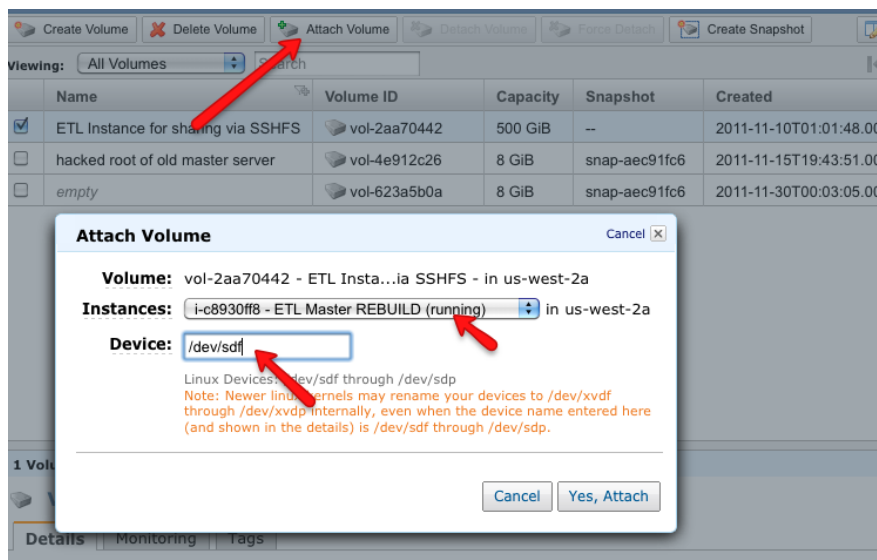 Create Volume Delete Volume Attach Volume Detach Volume Force Detach Create Snapshot
Viewing: All Volumes Search
Name Volume ID Capacity Snapshot Created
ETL Instance for sharing via SSHFS vol-2aa70442 500 GiB -- 2011-11-10T01:01:48.00
hacked root of old master server vol-4e912c26 8 GiB snap-aec91fc6 2011-11-15T19:43:51.00
empty vol-623a5b0a 8 GiB snap-aec91fc6 2011-11-30T00:03:05.00
Attach Volume Cancel
Volume: vol-2aa70442 - ETL Insta...ia SSHFS - in us-west-2a
Instances: i-c8930ff8 - ETL Master REBUILD (running) in us-west-2a
Device: /dev/sdf
Linux Devices: /dev/sdf through /dev/sdp
Note: Newer linux kernels may rename your devices to /dev/xvdf
through /dev/xvdp internally, even when the device name entered here
(and shown in the details) is /dev/sdf through /dev/sdp.
1 Volu
Cancel Yes, Attach
Details Monitoring Tags